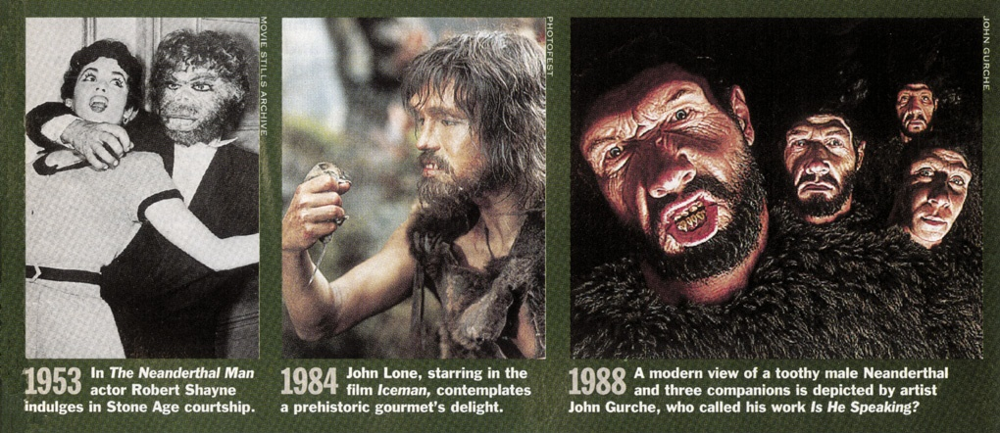 MOVIE STILLS ARCHIVE
PHOTOFEST
JOHN GURCHE
1953 In The Neanderthal Man
actor Robert Shayne
indulges in Stone Age courtship.
1984 John Lone, starring in the
film Iceman, contemplates
a prehistoric gourmet's delight.
1988 A modern view of a toothy male Neanderthal
and three companions is depicted by artist
John Gurche, who called his work Is He Speaking?